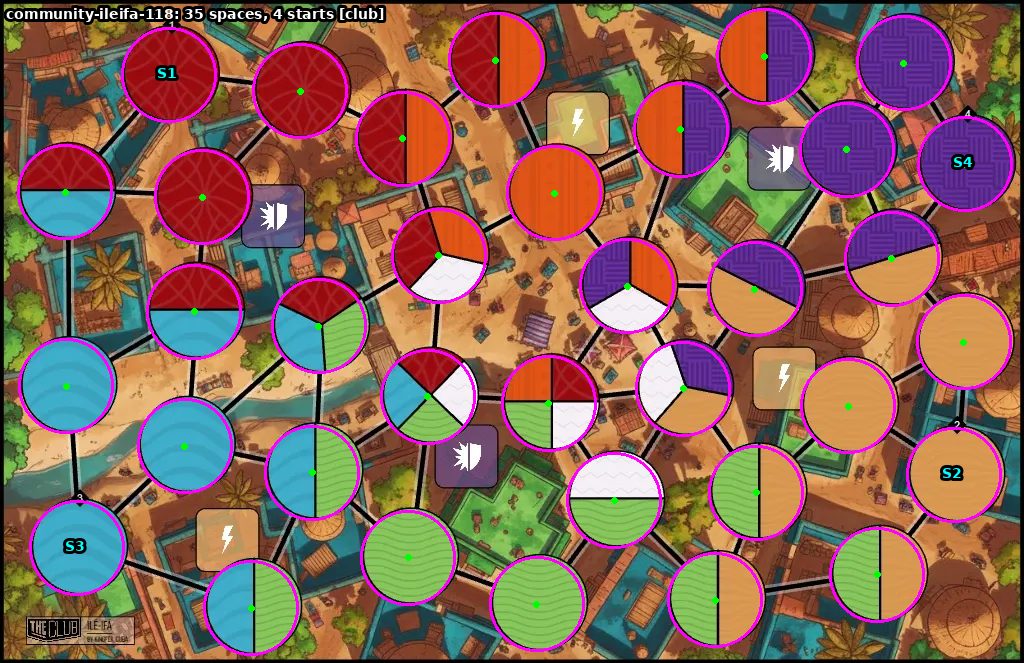 community-ileifa-118: 35 spaces, 4 starts [club]
S1
4
S4
2
S2
3
S3
THE CLUB
ILE-IFA